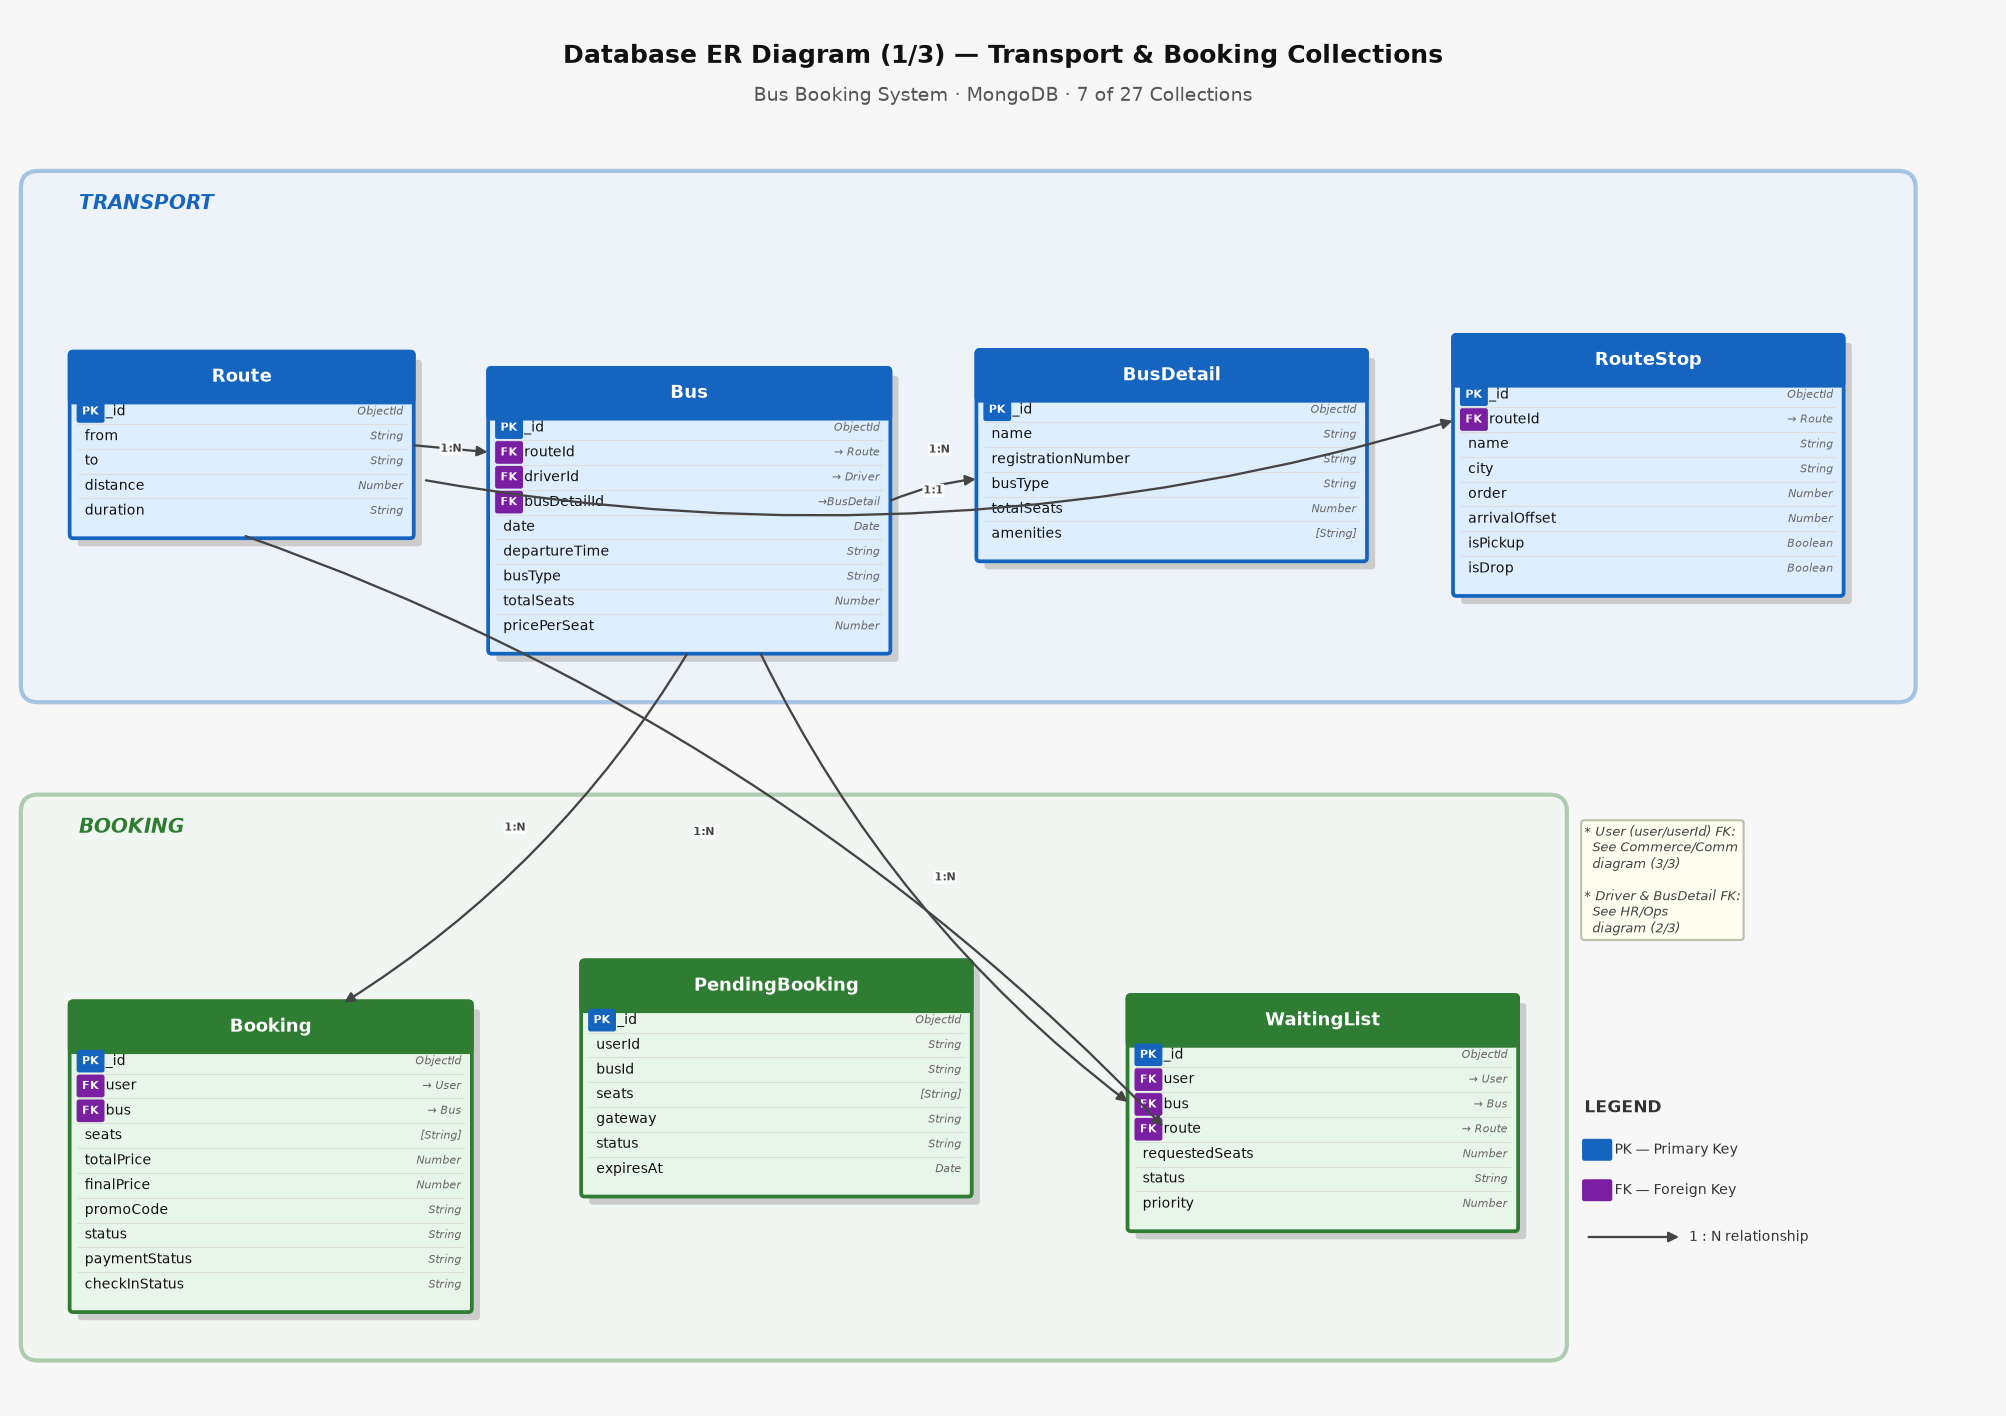 Database ER Diagram (1/3) — Transport & Booking Collections
Bus Booking System · MongoDB · 7 of 27 Collections
TRANSPORT
Route
PK _id ObjectId
from String
to String
distance Number
duration String
1:N
Bus
PK _id ObjectId
FK routeId → Route
FK driverId → Driver
FK busDetailId →BusDetail
date Date
departureTime String
busType String
totalSeats Number
pricePerSeat Number
1:N
1:1
BusDetail
PK _id ObjectId
name String
registrationNumber String
busType String
totalSeats Number
amenities [String]
RouteStop
PK _id ObjectId
FK routeId → Route
name String
city String
order Number
arrivalOffset Number
isPickup Boolean
isDrop Boolean
BOOKING
1:N
1:N
1:N
Booking
PK _id ObjectId
FK user → User
FK bus → Bus
seats [String]
totalPrice Number
finalPrice Number
promoCode String
status String
paymentStatus String
checkInStatus String
PendingBooking
PK _id ObjectId
userId String
busId String
seats [String]
gateway String
status String
expiresAt Date
WaitingList
PK _id ObjectId
FK user → User
FK bus → Bus
FK route → Route
requestedSeats Number
status String
priority Number
* User (user/userId) FK:
See Commerce/Comm
diagram (3/3)
* Driver & BusDetail FK:
See HR/Ops
diagram (2/3)
LEGEND
PK — Primary Key
FK — Foreign Key
1 : N relationship